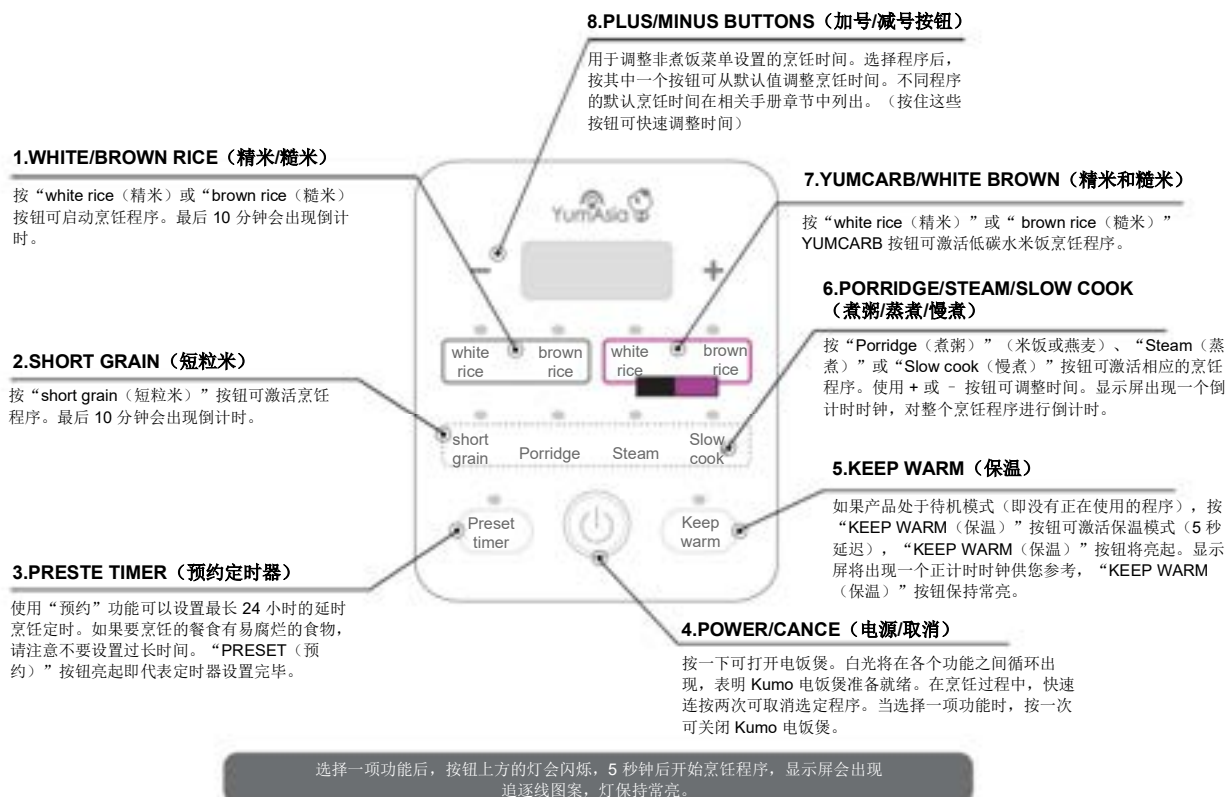 8.PLUS/MINUS BUTTONS（加号/减号按钮）
用于调整非煮饭菜单设置的烹饪时间。选择程序后，
按其中一个按钮可从默认值调整烹饪时间。不同程序
的默认烹饪时间在相关手册章节中列出。（按住这些
按钮可快速调整时间）
1.WHITE/BROWN RICE（精米/糙米）
按“white rice（精米）或“brown rice（糙米）
按钮可启动烹饪程序。最后 10 分钟会出现倒计
时。
7.YUMCARB/WHITE BROWN（精米和糙米）
按“white rice（精米）”或“ brown rice（糙米）”
YUMCARB 按钮可激活低碳水米饭烹饪程序。
YumAsia
−
+
white
rice
brown
rice
white
rice
brown
rice
6.PORRIDGE/STEAM/SLOW COOK
（煮粥/蒸煮/慢煮）
按“Porridge（煮粥）”（米饭或燕麦）、“Steam（蒸
煮）”或“Slow cook（慢煮）”按钮可激活相应的烹饪
程序。使用 + 或 – 按钮可调整时间。显示屏出现一个倒
计时时钟，对整个烹饪程序进行倒计时。
2.SHORT GRAIN（短粒米）
按“short grain（短粒米）”按钮可激活烹饪
程序。最后 10 分钟会出现倒计时。
short
grain
Porridge
Steam
Slow
cook
5.KEEP WARM（保温）
如果产品处于待机模式（即没有正在使用的程序），按
“KEEP WARM（保温）”按钮可激活保温模式（5 秒
延迟），“KEEP WARM（保温）”按钮将亮起。显示
屏将出现一个正计时时钟供您参考，“KEEP WARM
（保温）”按钮保持常亮。
Preset
timer
Keep
warm
3.PRESTE TIMER（预约定时器）
使用“预约”功能可以设置最长 24 小时的延时
烹饪定时。如果要烹饪的餐食有易腐烂的食物，
请注意不要设置过长时间。“PRESET（预
约）”按钮亮起即代表定时器设置完毕。
4.POWER/CANCE（电源/取消）
按一下可打开电饭煲。白光将在各个功能之间循环出
现，表明 Kumo 电饭煲准备就绪。在烹饪过程中，快速
连按两次可取消选定程序。当选择一项功能时，按一次
可关闭 Kumo 电饭煲。
选择一项功能后，按钮上方的灯会闪烁，5 秒钟后开始烹饪程序，显示屏会出现
追逐线图案，灯保持常亮。